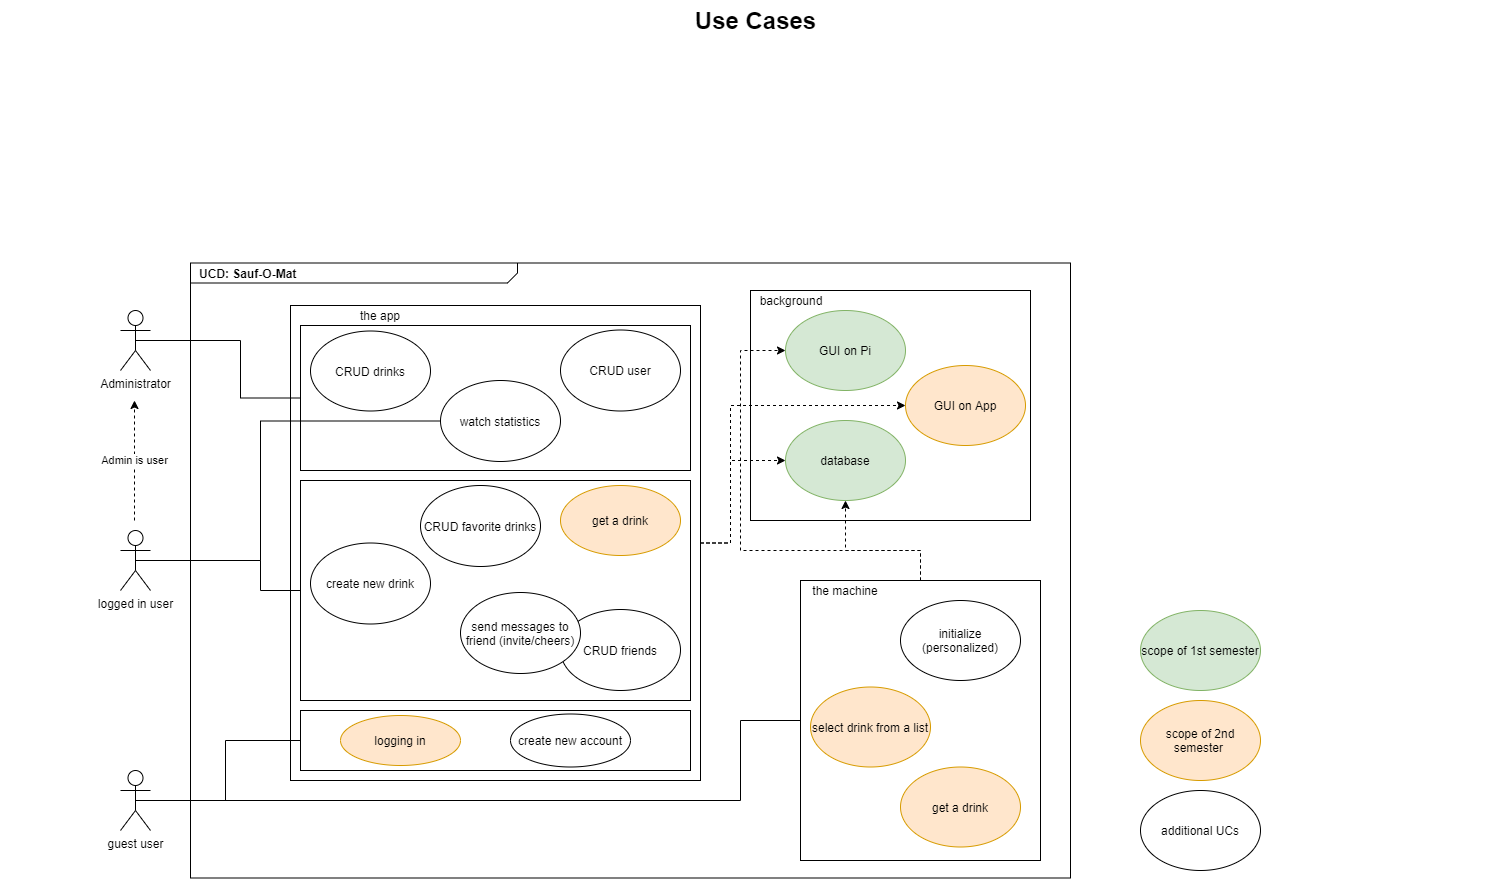 Use Cases
UCD: Sauf-O-Mat
the app
CRUD drinks
CRUD user
watch statistics
CRUD favorite drinks
get a drink
create new drink
send messages to
friend (invite/cheers)
CRUD friends
logging in
create new account
Administrator
Admin is user
logged in user
guest user
background
GUI on Pi
GUI on App
database
the machine
initialize
(personalized)
select drink from a list
get a drink
scope of 1st semester
scope of 2nd
semester
additional UCs